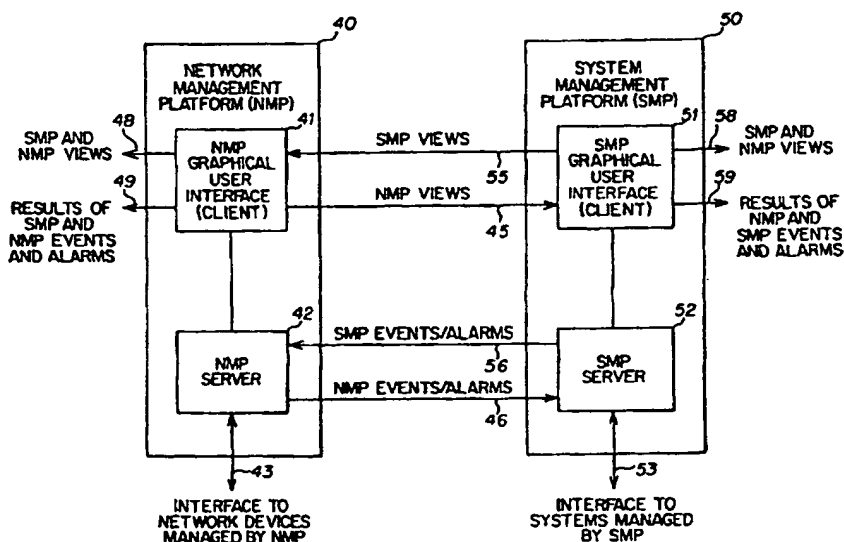 40
NETWORK
MANAGEMENT
PLATFORM (NMP)
48
SMP AND
NMP VIEWS
49
RESULTS OF
SMP AND
NMP EVENTS
AND ALARMS
41
NMP
GRAPHICAL
USER
INTERFACE
(CLIENT)
SMP VIEWS
55
NMP VIEWS
45
50
SYSTEM
MANAGEMENT
PLATFORM (SMP)
51
SMP
GRAPHICAL
USER
INTERFACE
(CLIENT)
58
SMP AND
NMP VIEWS
59
RESULTS OF
NMP AND
SMP EVENTS
AND ALARMS
42
NMP
SERVER
SMP EVENTS/ALARMS
56
NMP EVENTS/ALARMS
46
52
SMP
SERVER
43
INTERFACE TO
NETWORK DEVICES
MANAGED BY NMP
53
INTERFACE TO
SYSTEMS MANAGED
BY SMP